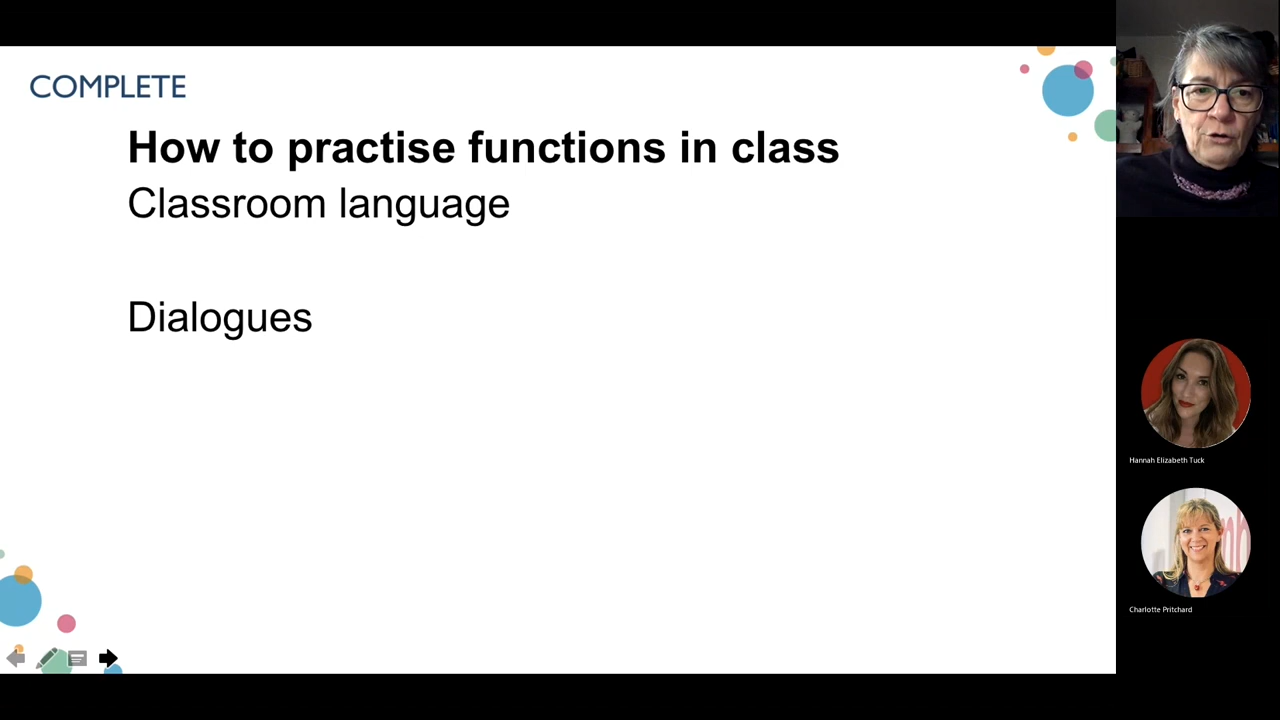 COMPLETE
How to practise functions in class
Classroom language
Dialogues
Hannah Elizabeth Tuck
Charlotte Pritchard